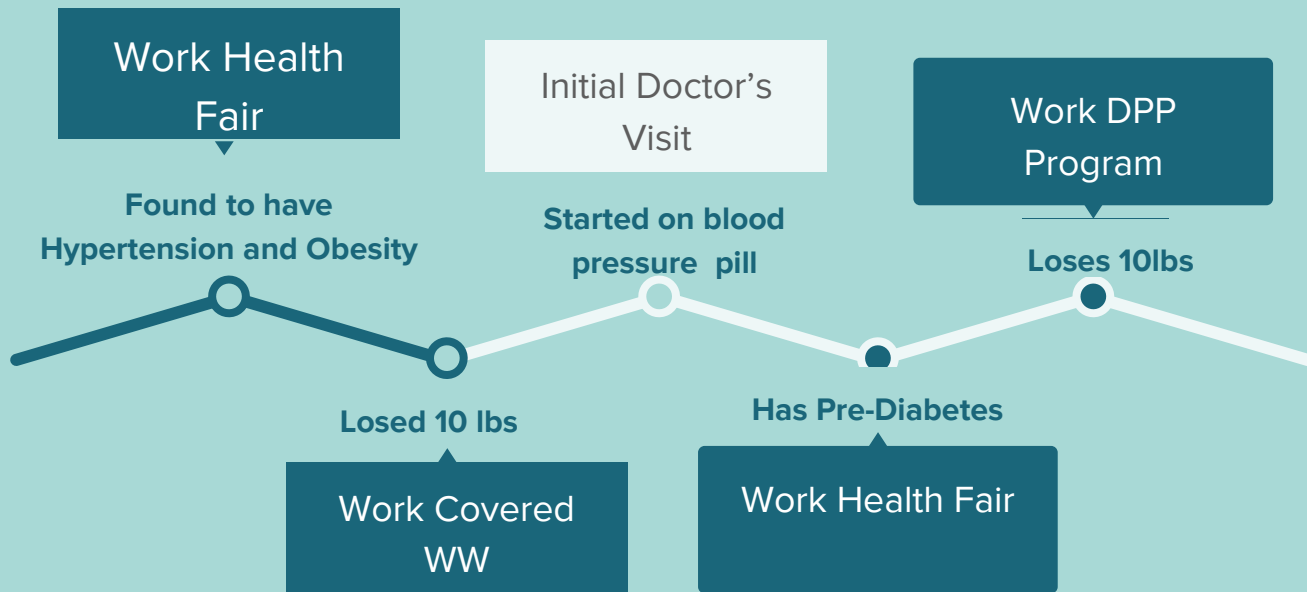 Work Health
Fair
Found to have
Hypertension and Obesity
Losed 10 lbs
Work Covered
WW
Initial Doctor’s
Visit
Started on blood
pressure  pill
Has Pre-Diabetes
Work Health Fair
Work DPP
Program
Loses 10lbs